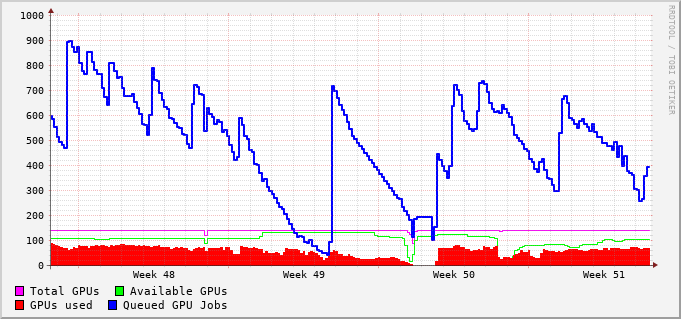 1000
900
800
700
600
500
400
300
200
100
0
Week 48 Week 49 Week 50 Week 51
Total GPUs Available GPUs
GPUs used Queued GPU Jobs
RRDTOOL / TOBI OETIKER